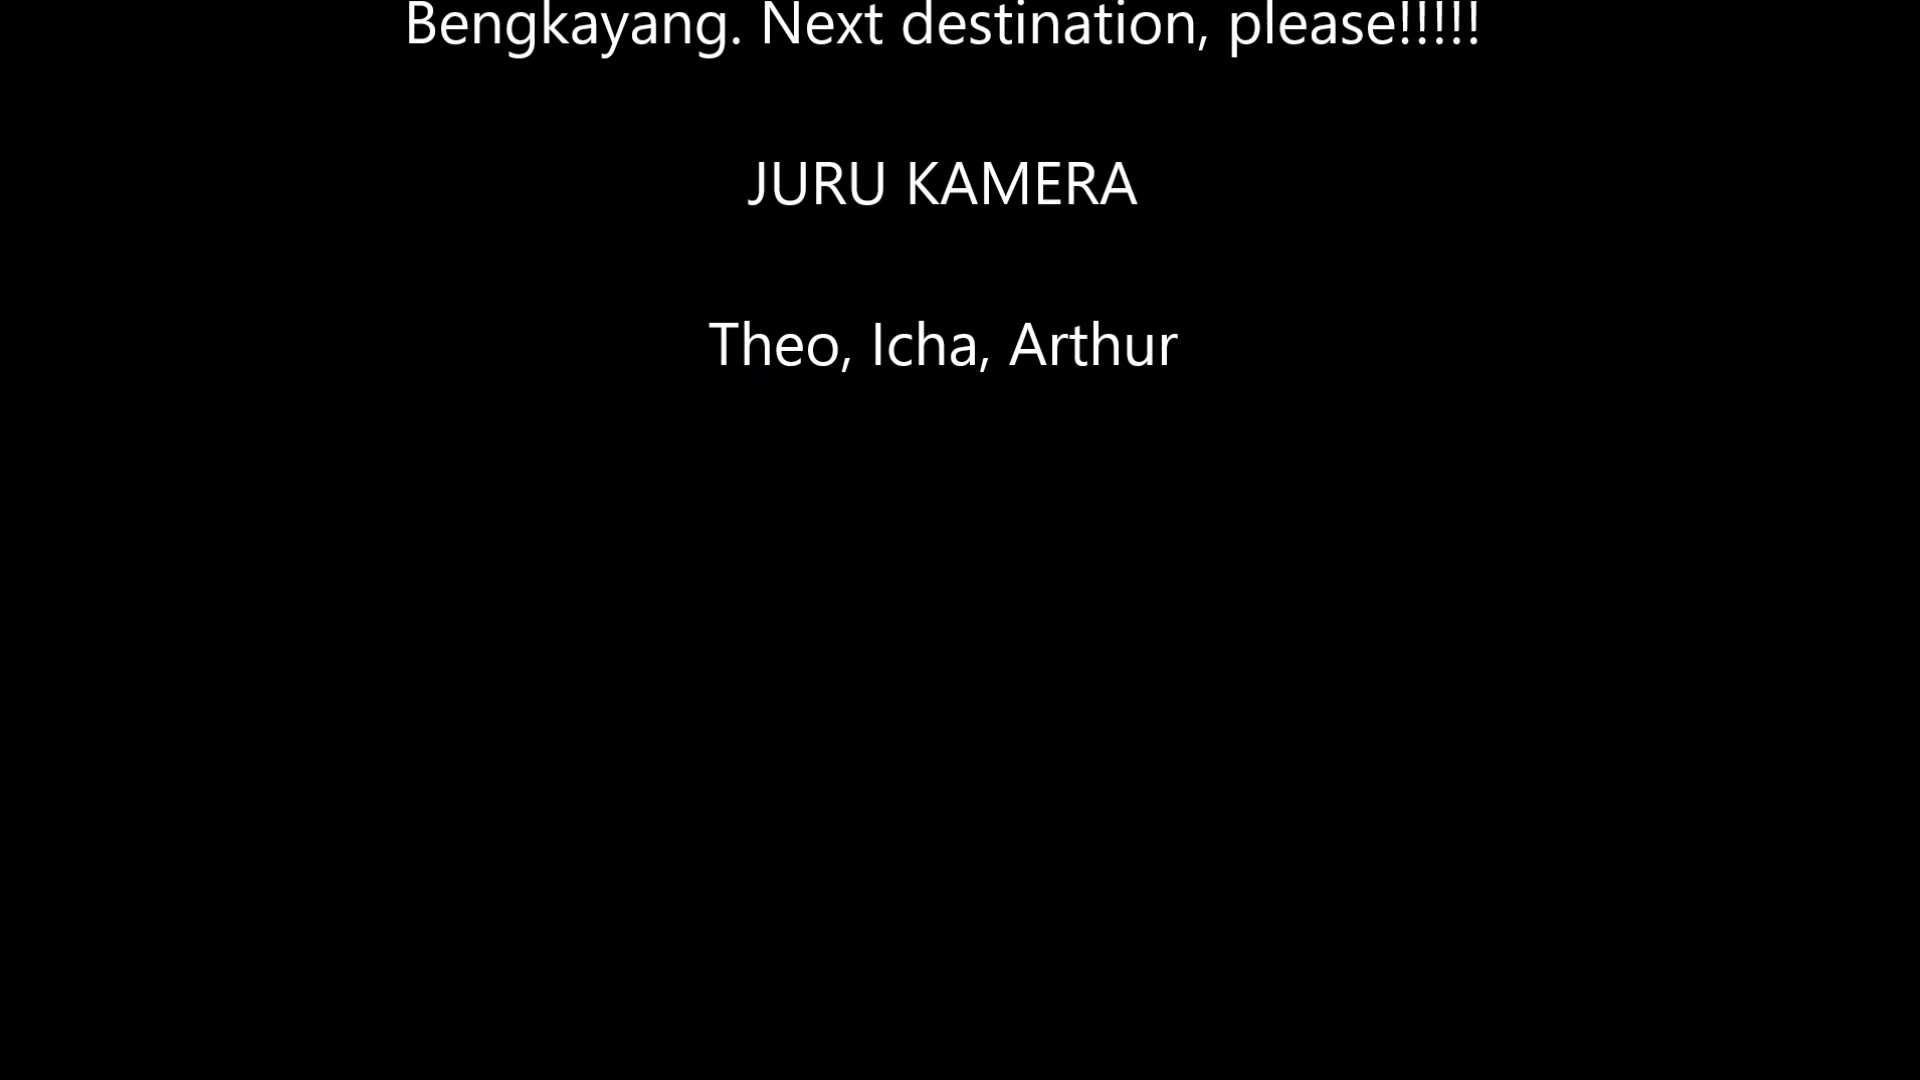 Bengkayang. Next destination, please!!!!!
JURU KAMERA
Theo, Icha, Arthur